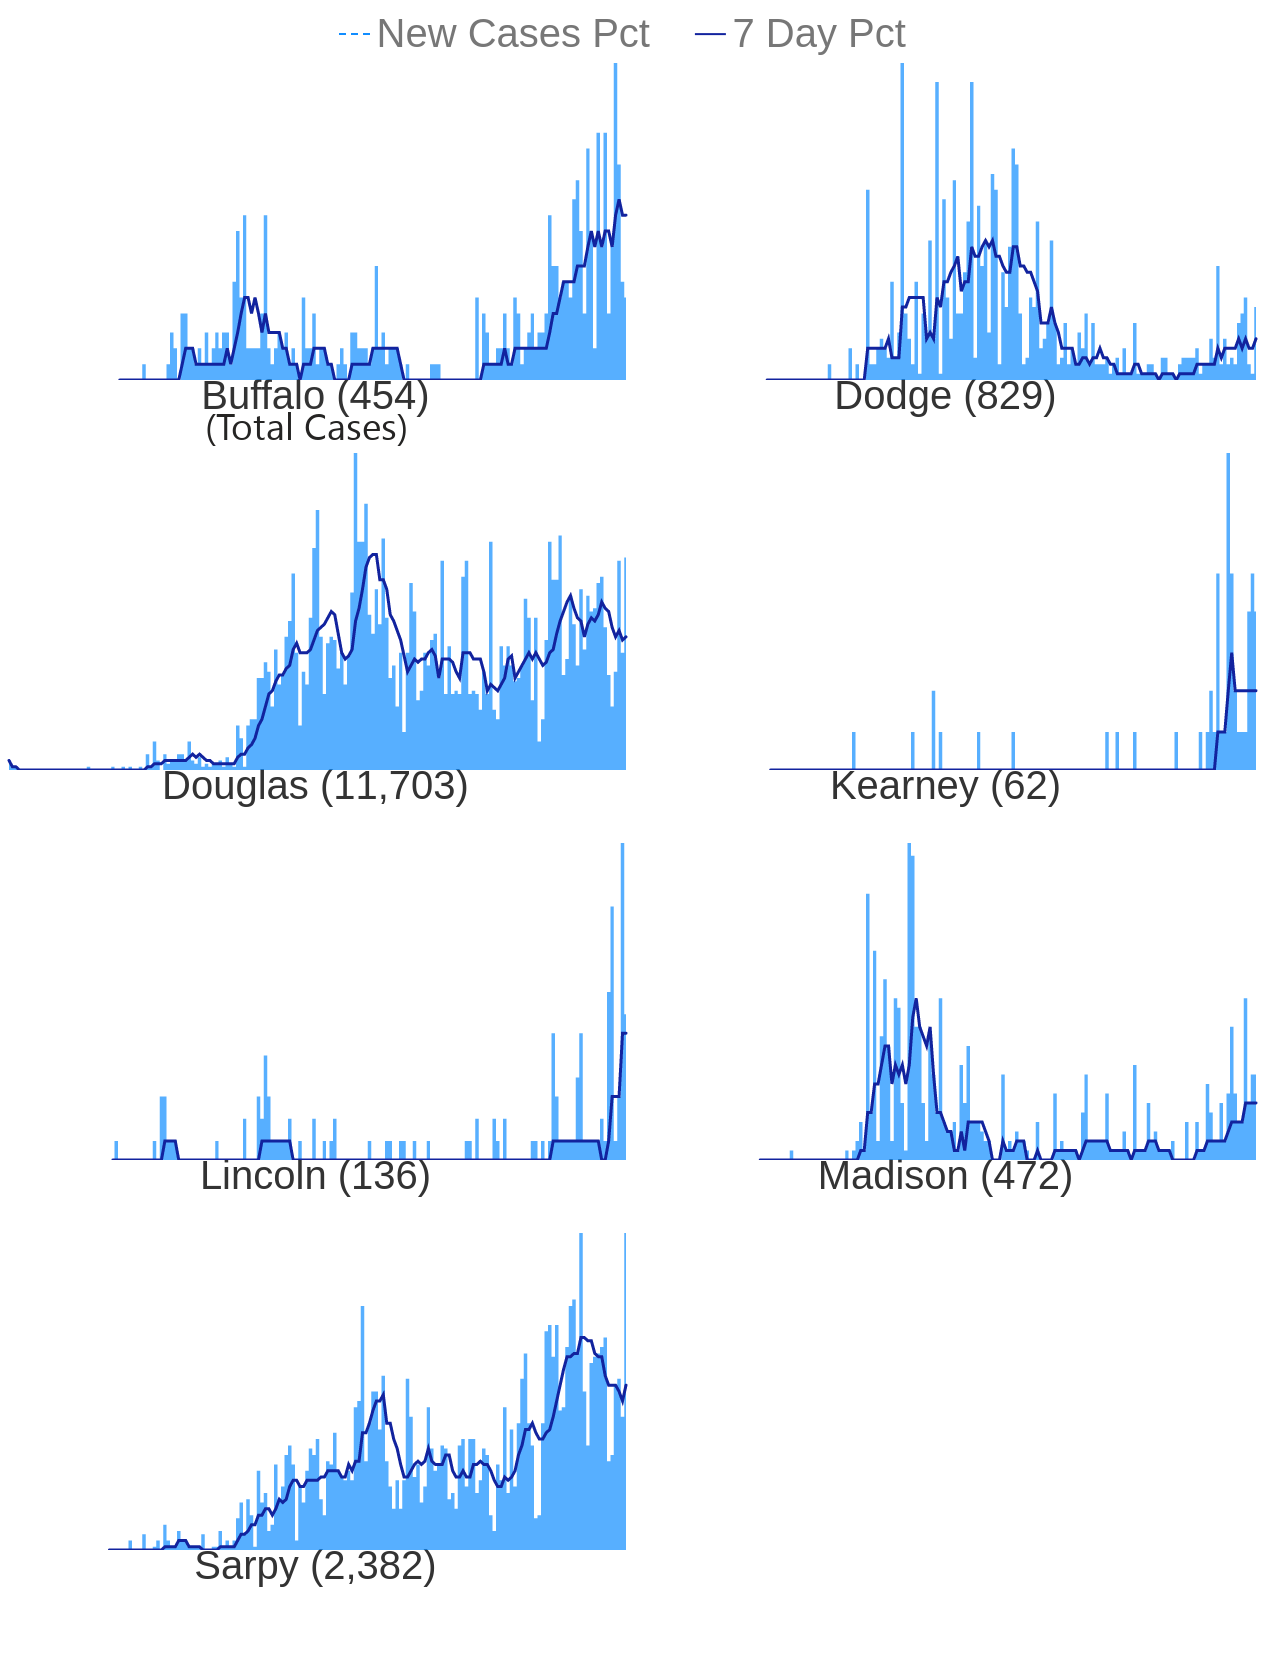 New Cases Pct 7 Day Pct
Buffalo (454) Dodge (829)
(Total Cases)
Douglas (11,703) Kearney (62)
Lincoln (136) Madison (472)
Sarpy (2,382)